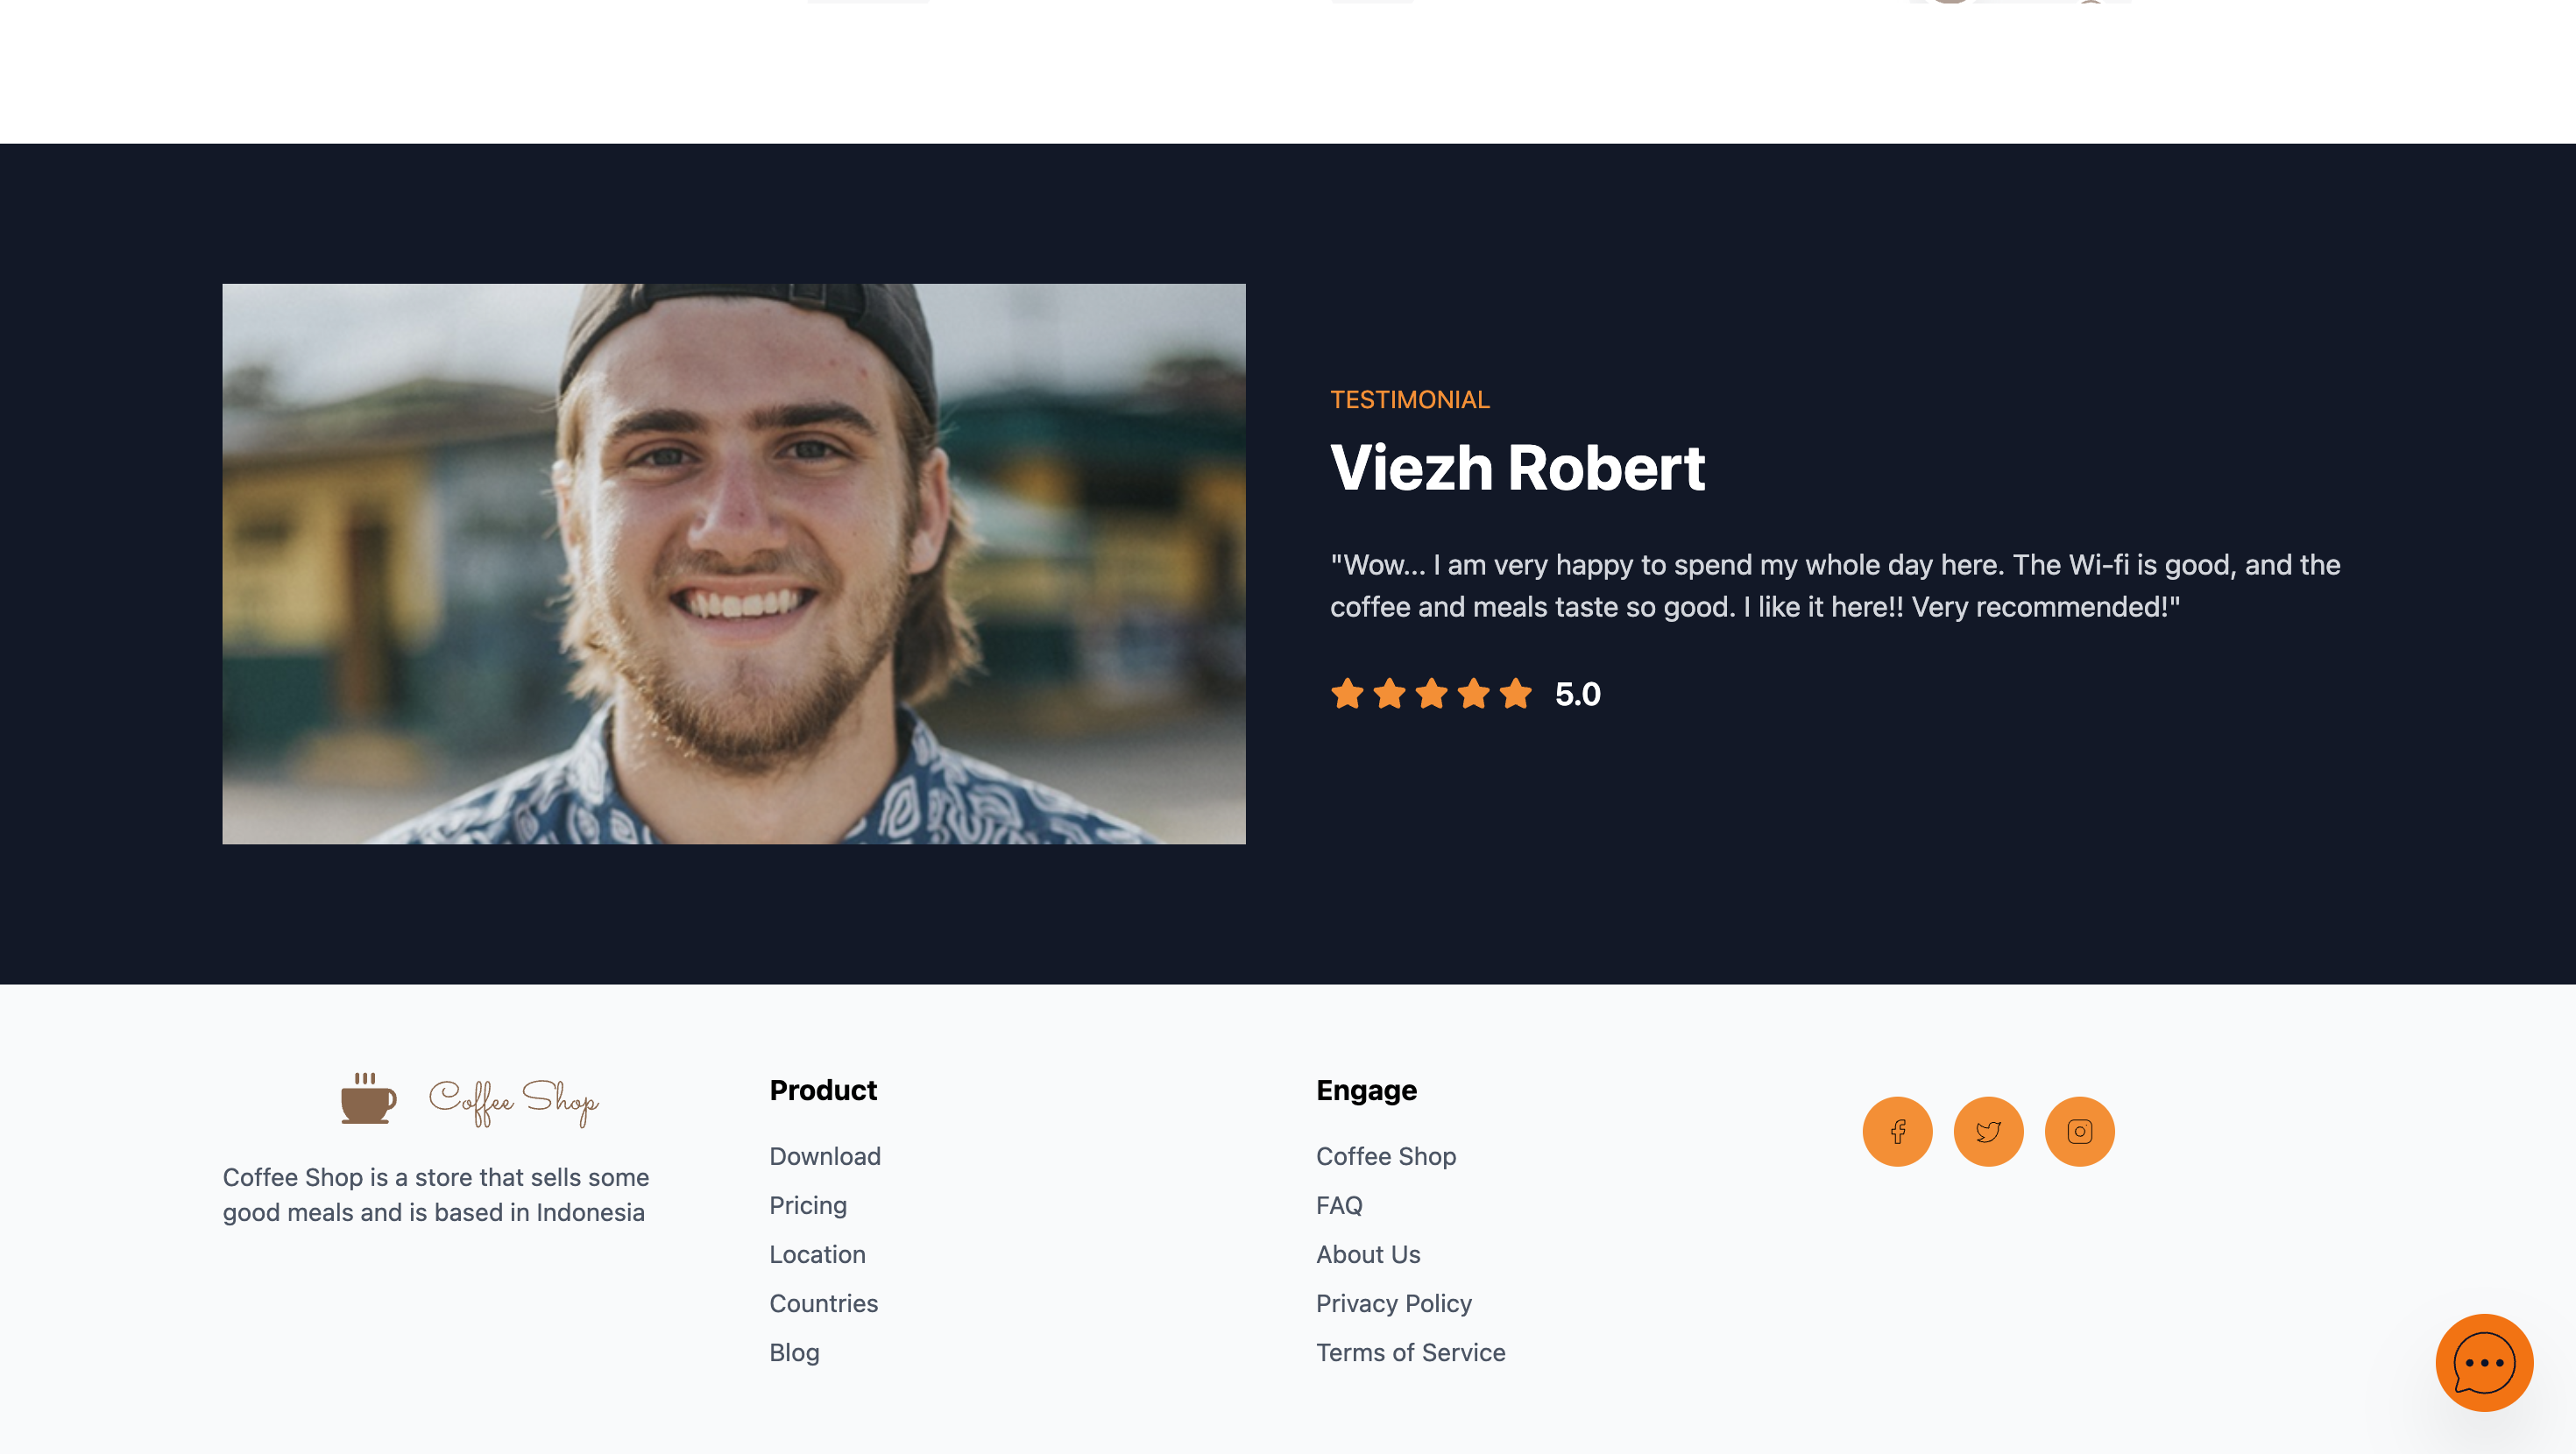 TESTIMONIAL
Viezh Robert
"Wow... I am very happy to spend my whole day here. The Wi-fi is good, and the
coffee and meals taste so good. I like it here!! Very recommended!"
5.0
Coffee Shop
Coffee Shop is a store that sells some
good meals and is based in Indonesia
Product
Download
Pricing
Location
Countries
Blog
Engage
Coffee Shop
FAQ
About Us
Privacy Policy
Terms of Service